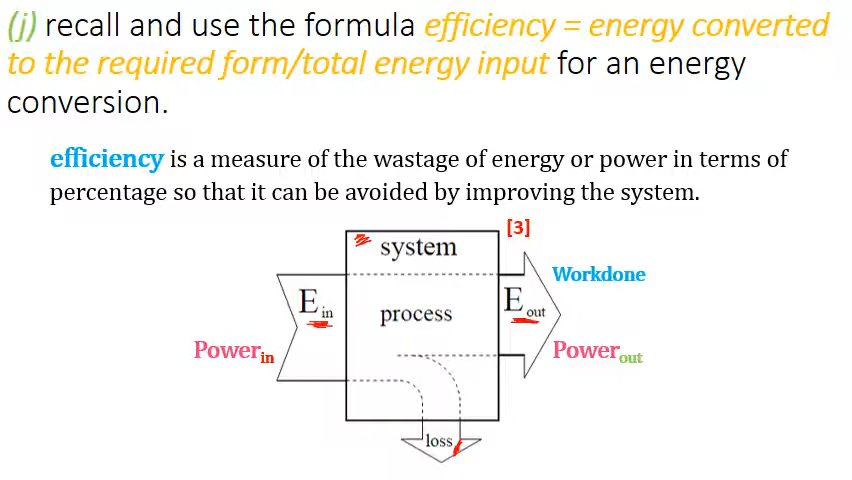 (j) recall and use the formula efficiency = energy converted
to the required form/total energy input for an energy
conversion.
efficiency is a measure of the wastage of energy or power in terms of
percentage so that it can be avoided by improving the system.
[3]
system
Workdone
E in
process
E out
Power in
Power out
loss